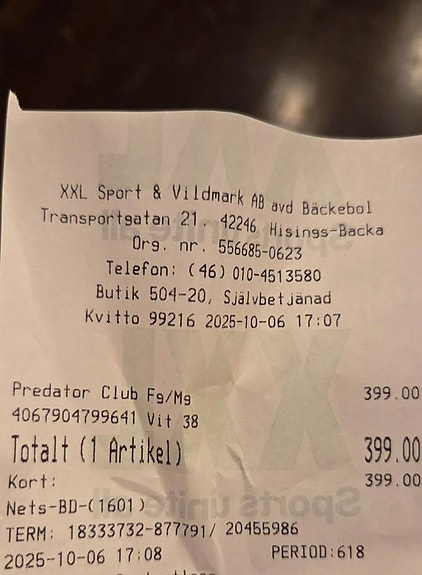 XXL Sport & Vildmark AB avd Bäckebol
Transportgatan 21 42246 Hisings-Backa
Org. nr. 556685-0623
Telefon: (46) 010-4513580
Butik 504-20, Självbetjänad
Kvitto 99216 2025-10-06 17:07
Predator Club Fg/Mg 399.00
4067904799641 Vit 38
Totalt (1 Artikel) 399.00
Kort: 399.00
Nets-BD-(1601)
TERM: 18333732-877791/ 20455986
2025-10-06 17:08 PERIOD:618